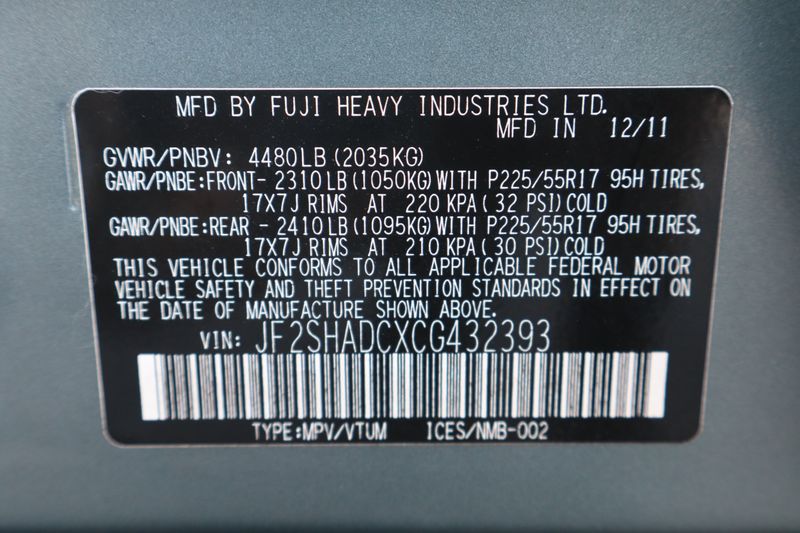 MFD BY FUJI HEAVY INDUSTRIES LTD.
MFD IN 12/11
GVWR/PNBV: 4480LB (2035KG)
GAWR/PNBE:FRONT- 2310LB (1050KG) WITH P225/55R17 95H TIRES,
17X7J RIMS AT 220 KPA ( 32 PSI) COLD
GAWR/PNBE:REAR - 2410LB (1095KG) WITH P225/55R17 95H TIRES,
17X7J RIMS AT 210 KPA ( 30 PSI) COLD
THIS VEHICLE CONFORMS TO ALL APPLICABLE FEDERAL MOTOR
VEHICLE SAFETY AND THEFT PREVENTION STANDARDS IN EFFECT ON
THE DATE OF MANUFACTURE SHOWN ABOVE.
VIN: JF2SHADCXCG432393
TYPE:MPV/VTUM ICES/NMB-002